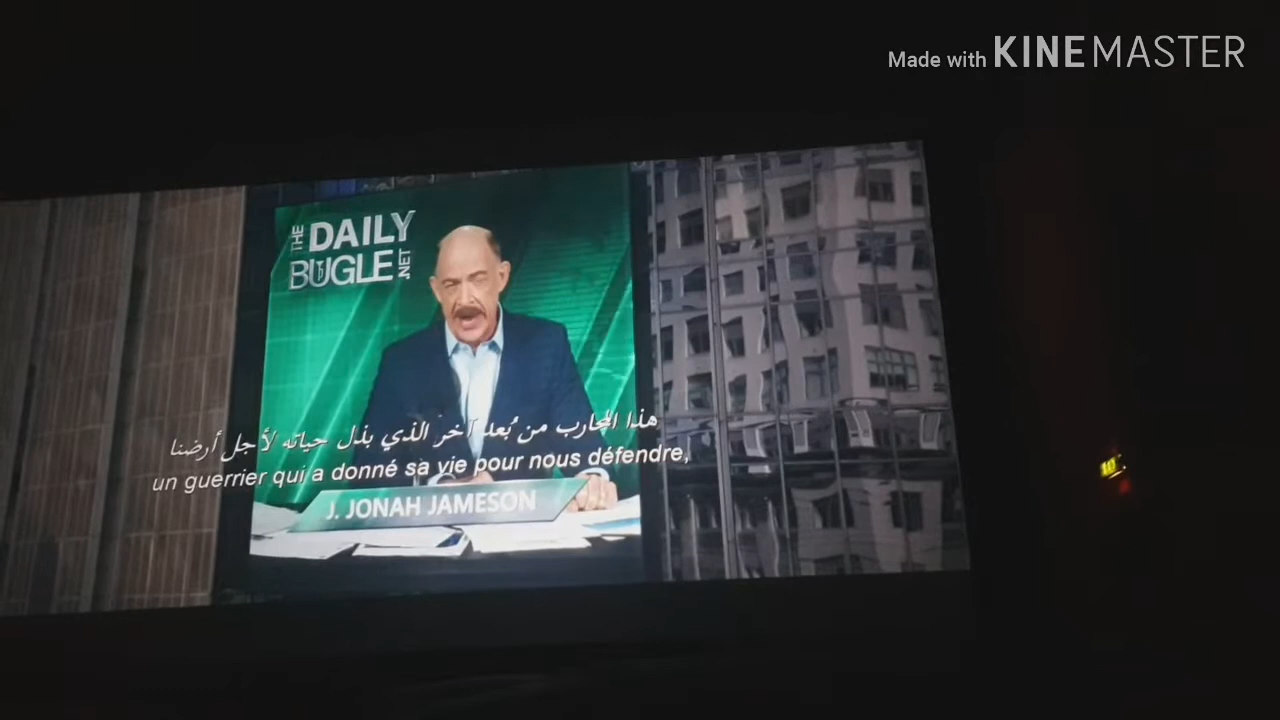 Made with KINEMASTER
THE DAILY
BUGLE .NET
هذا المحارب من بُعد آخر الذي بذل حياته لأجل أرضنا
un guerrier qui a donné sa vie pour nous défendre,
J. JONAH JAMESON